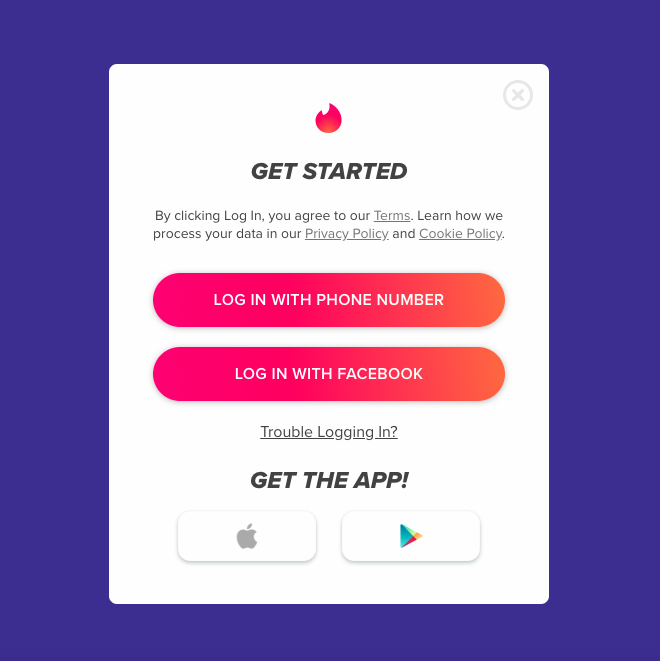 GET STARTED
By clicking Log In, you agree to our Terms. Learn how we
process your data in our Privacy Policy and Cookie Policy.
LOG IN WITH PHONE NUMBER
LOG IN WITH FACEBOOK
Trouble Logging In?
GET THE APP!